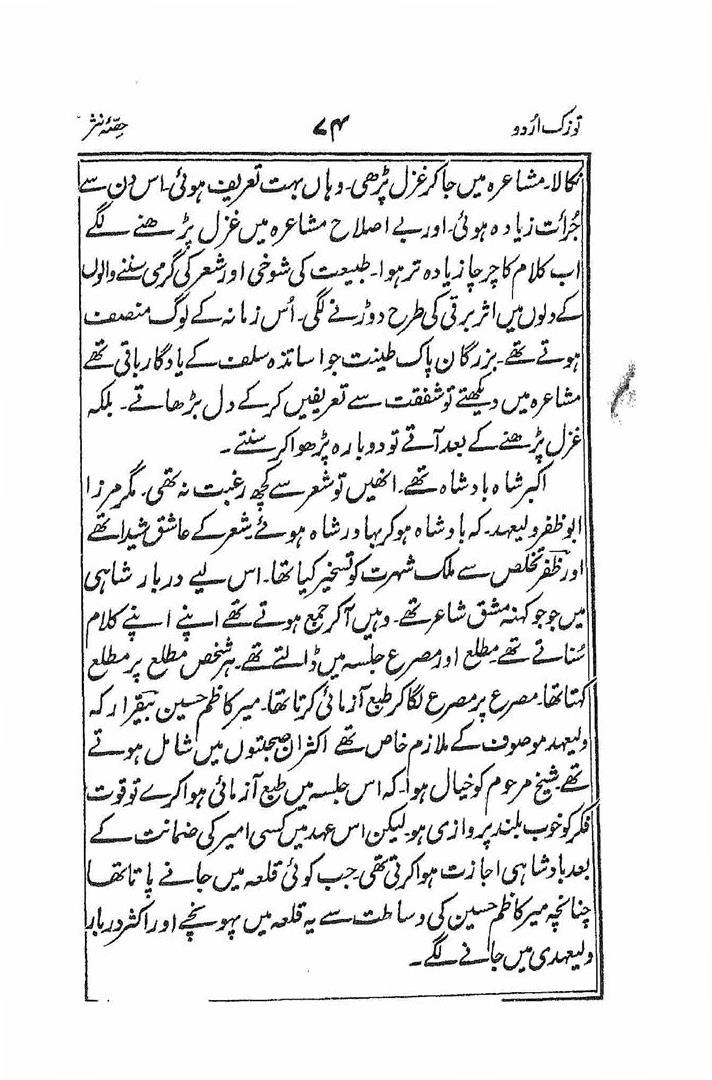 توزک اُردو ۷۴ حصّۂ نثر
نکالا۔ مشاعرہ میں جا کر غزل پڑھی۔ وہاں بہت تعریف ہوئی۔ اس دن سے
جُرأت زیادہ ہوئی۔ اور بے اصلاح مشاعرہ میں غزل پڑھنے لگے
اب کلام کا چرچا زیادہ تر ہوا۔ طبیعت کی شوخی اور شعر کی گرمی سننے والوں
کے دلوں میں اثر برقی کی طرح دوڑنے لگی۔ اُس زمانہ کے لوگ منصف
ہوتے تھے۔ بزرگان پاک طینت جو اساتذہ سلف کے یادگار باقی تھے
مشاعرہ میں دیکھتے تو شفقت سے تعریفیں کر کے دل بڑھاتے۔ بلکہ
غزل پڑھنے کے بعد آتے تو دوبارہ پڑھوا کر سنتے۔
اکبر شاہ بادشاہ تھے۔ انھیں تو شعر سے کچھ رغبت نہ تھی۔ مگر مرزا
ابوظفر ولیعہد۔ کہ بادشاہ ہو کر بہادر شاہ ہوئے۔ شعر کے عاشق شیدا تھے
اور ظفر تخلص سے ملک شہرت کو تسخیر کیا تھا۔ اس لیے دربار شاہی
میں جو جو کہنہ مشق شاعر تھے۔ وہیں آ کر جمع ہوتے تھے اپنے اپنے کلام
سُناتے تھے۔ مطلع اور مصرع جلسہ میں ڈالتے تھے۔ ہر شخص مطلع پر مطلع
کہتا تھا۔ مصرع پر مصرع لگا کر طبع آزمائی کرتا تھا۔ میر کاظم حسین بیقرار کہ
ولیعہد موصوف کے ملازم خاص تھے اکثر ان صحبتوں میں شامل ہوتے
تھے۔ شیخ مرحوم کو خیال ہوا۔ کہ اس جلسہ میں طبع آزمائی ہوا کرے تو قوت
فکر کو خوب بلند پروازی ہو۔ لیکن اس عہد میں کسی امیر کی ضمانت کے
بعد بادشاہی اجازت ہوا کرتی تھی۔ جب کوئی قلعہ میں جانے پاتا تھا
چنانچہ میر کاظم حسین کی وساطت سے یہ قلعہ میں پہونچے اور اکثر دربار
ولیعہدی میں جانے لگے۔